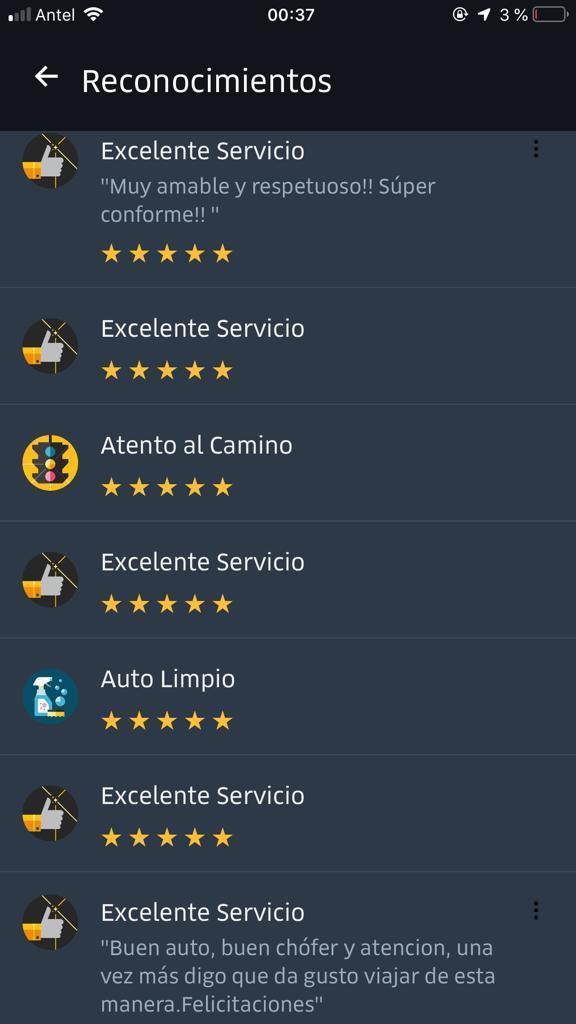 Antel 00:37 3 %
Reconocimientos
Excelente Servicio
"Muy amable y respetuoso!! Súper
conforme!! "
Excelente Servicio
Atento al Camino
Excelente Servicio
Auto Limpio
Excelente Servicio
Excelente Servicio
"Buen auto, buen chófer y atencion, una
vez más digo que da gusto viajar de esta
manera.Felicitaciones"